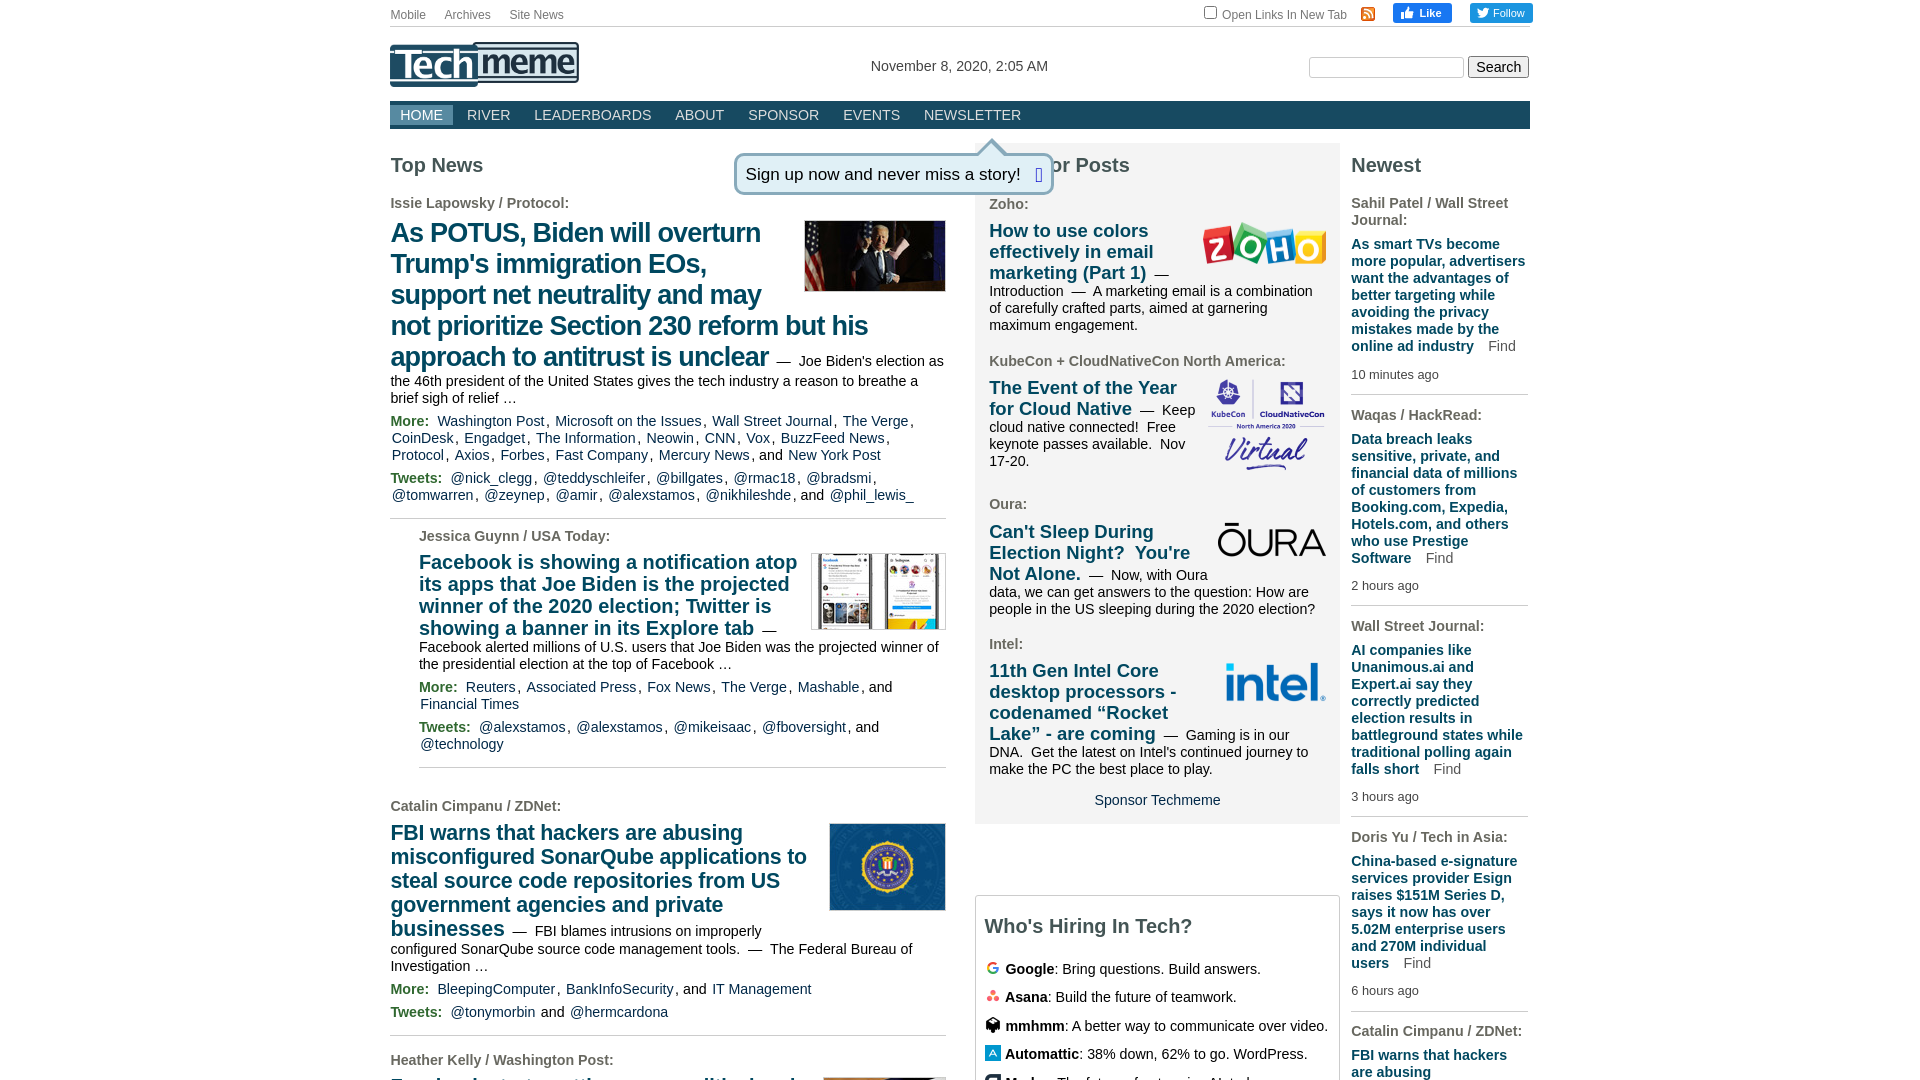 Mobile Archives Site News
Open Links In New Tab
Like
Follow
Techmeme
November 8, 2020, 2:05 AM
Search
HOME RIVER LEADERBOARDS ABOUT SPONSOR EVENTS NEWSLETTER
Sign up now and never miss a story!
Top News
Issie Lapowsky / Protocol:
As POTUS, Biden will overturn
Trump's immigration EOs,
support net neutrality and may
not prioritize Section 230 reform but his
approach to antitrust is unclear — Joe Biden's election as
the 46th president of the United States gives the tech industry a reason to breathe a
brief sigh of relief …
More: Washington Post, Microsoft on the Issues, Wall Street Journal, The Verge,
CoinDesk, Engadget, The Information, Neowin, CNN, Vox, BuzzFeed News,
Protocol, Axios, Forbes, Fast Company, Mercury News, and New York Post
Tweets: @nick_clegg, @teddyschleifer, @billgates, @rmac18, @bradsmi,
@tomwarren, @zeynep, @amir, @alexstamos, @nikhileshde, and @phil_lewis_
Jessica Guynn / USA Today:
Facebook is showing a notification atop
its apps that Joe Biden is the projected
winner of the 2020 election; Twitter is
showing a banner in its Explore tab —
Facebook alerted millions of U.S. users that Joe Biden was the projected winner of
the presidential election at the top of Facebook …
More: Reuters, Associated Press, Fox News, The Verge, Mashable, and
Financial Times
Tweets: @alexstamos, @alexstamos, @mikeisaac, @fboversight, and
@technology
Catalin Cimpanu / ZDNet:
FBI warns that hackers are abusing
misconfigured SonarQube applications to
steal source code repositories from US
government agencies and private
businesses — FBI blames intrusions on improperly
configured SonarQube source code management tools. — The Federal Bureau of
Investigation …
More: BleepingComputer, BankInfoSecurity, and IT Management
Tweets: @tonymorbin and @hermcardona
Heather Kelly / Washington Post:
or Posts
Zoho:
How to use colors
effectively in email
marketing (Part 1) —
Introduction — A marketing email is a combination
of carefully crafted parts, aimed at garnering
maximum engagement.
ZOHO
KubeCon + CloudNativeCon North America:
The Event of the Year
for Cloud Native — Keep
cloud native connected! Free
keynote passes available. Nov
17-20.
KubeCon CloudNativeCon
North America 2020
Virtual
Oura:
Can't Sleep During
Election Night? You're
Not Alone. — Now, with Oura
data, we can get answers to the question: How are
people in the US sleeping during the 2020 election?
ŌURA
Intel:
11th Gen Intel Core
desktop processors -
codenamed “Rocket
Lake” - are coming — Gaming is in our
DNA. Get the latest on Intel's continued journey to
make the PC the best place to play.
intel
Sponsor Techmeme
Who's Hiring In Tech?
Google: Bring questions. Build answers.
Asana: Build the future of teamwork.
mmhmm: A better way to communicate over video.
Automattic: 38% down, 62% to go. WordPress.
Newest
Sahil Patel / Wall Street
Journal:
As smart TVs become
more popular, advertisers
want the advantages of
better targeting while
avoiding the privacy
mistakes made by the
online ad industry Find
10 minutes ago
Waqas / HackRead:
Data breach leaks
sensitive, private, and
financial data of millions
of customers from
Booking.com, Expedia,
Hotels.com, and others
who use Prestige
Software Find
2 hours ago
Wall Street Journal:
AI companies like
Unanimous.ai and
Expert.ai say they
correctly predicted
election results in
battleground states while
traditional polling again
falls short Find
3 hours ago
Doris Yu / Tech in Asia:
China-based e-signature
services provider Esign
raises $151M Series D,
says it now has over
5.02M enterprise users
and 270M individual
users Find
6 hours ago
Catalin Cimpanu / ZDNet:
FBI warns that hackers
are abusing